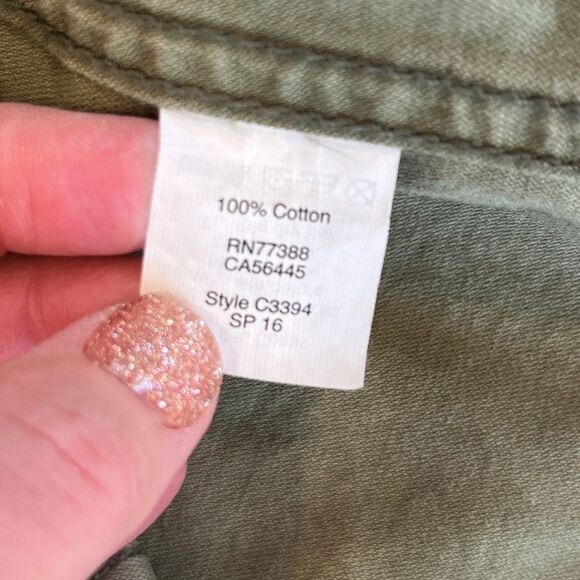 100% Cotton
RN77388
CA56445
Style C3394
SP 16